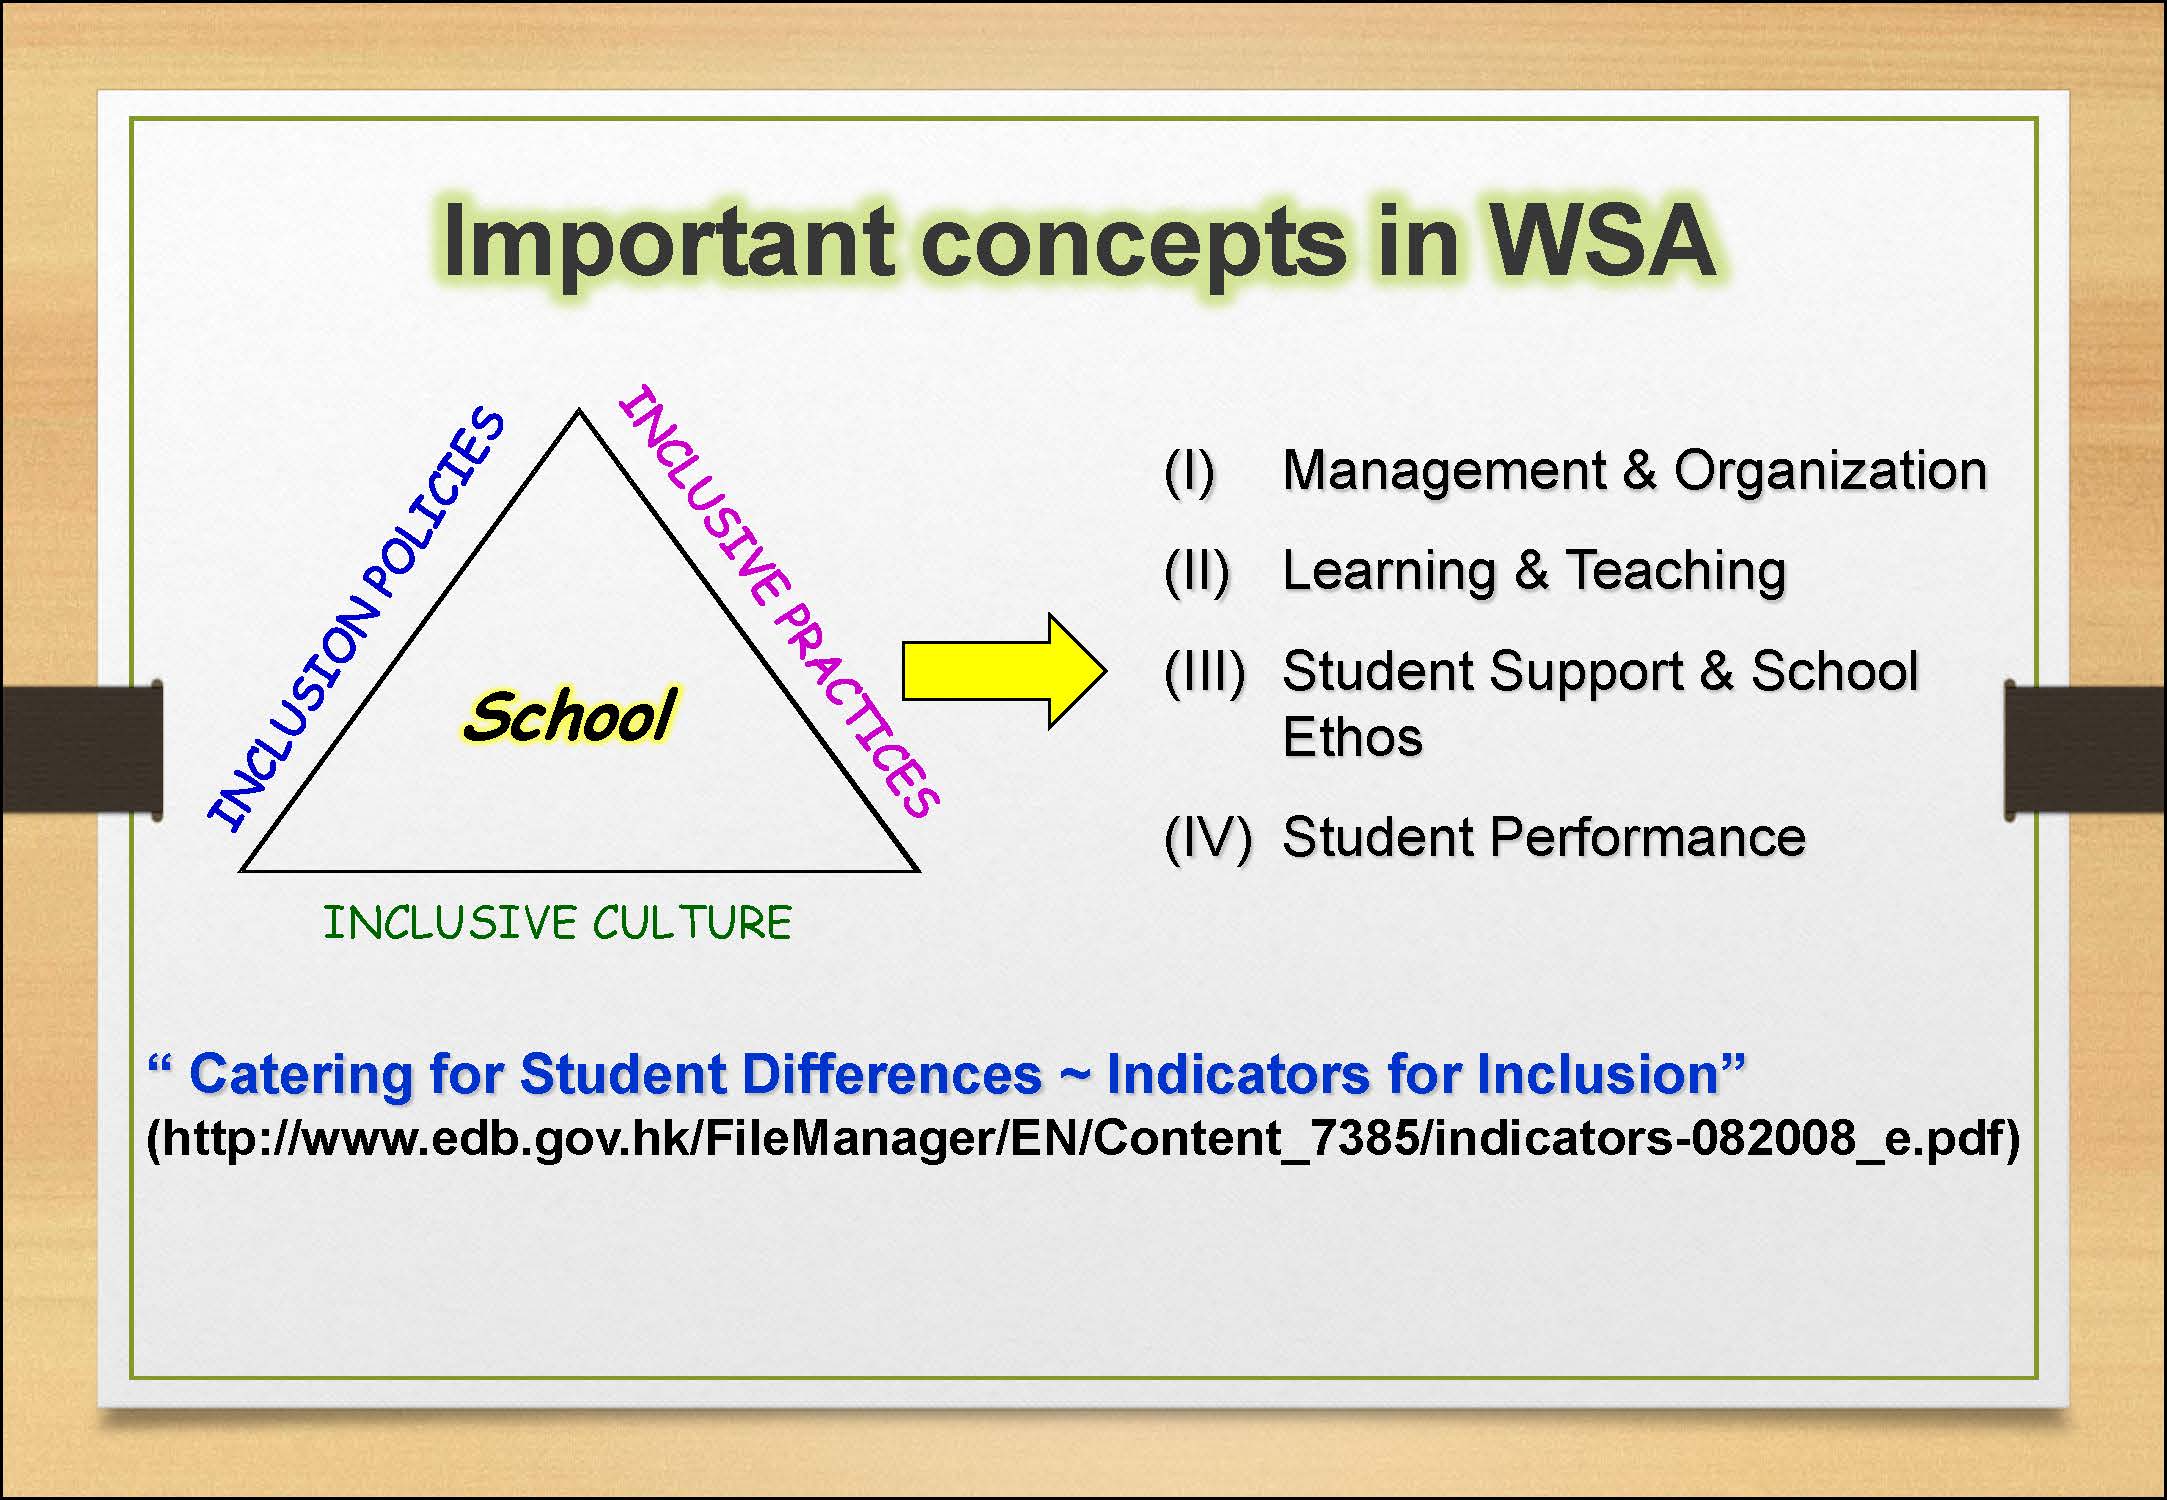 Important concepts in WSA
INCLUSION POLICIES
INCLUSIVE PRACTICES
School
INCLUSIVE CULTURE
(I) Management & Organization
(II) Learning & Teaching
(III) Student Support & School
Ethos
(IV) Student Performance
“ Catering for Student Differences ~ Indicators for Inclusion”
(http://www.edb.gov.hk/FileManager/EN/Content_7385/indicators-082008_e.pdf)